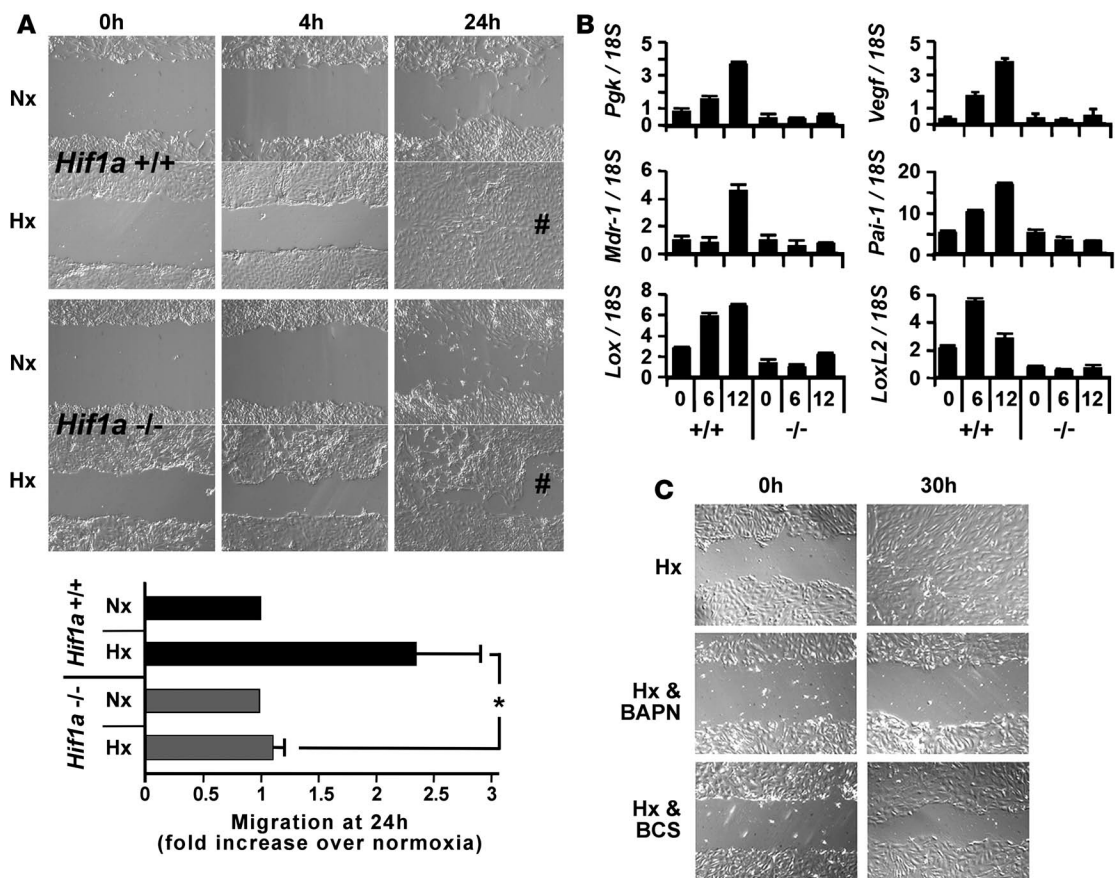 A
0h 4h 24h
Nx
Hif1a +/+
Hx
#
Nx
Hif1a -/-
Hx
#
Hif1a +/+
Nx
Hx
Hif1a -/-
Nx
Hx
*
0 0.5 1 1.5 2 2.5 3
Migration at 24h
(fold increase over normoxia)
B
Pgk / 18S
5
3
1
0
Vegf / 18S
5
3
1
0
Mdr-1 / 18S
6
4
2
0
Pai-1 / 18S
20
10
0
Lox / 18S
8
6
4
2
0
LoxL2 / 18S
6
4
2
0
0 6 12 0 6 12
+/+ -/-
0 6 12 0 6 12
+/+ -/-
C
0h 30h
Hx
Hx &
BAPN
Hx &
BCS